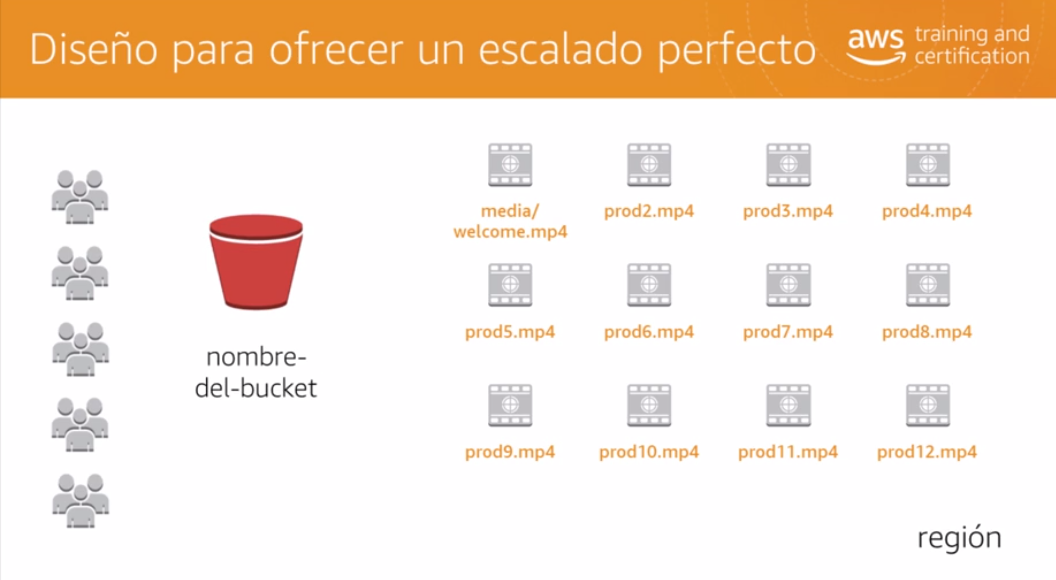 Diseño para ofrecer un escalado perfecto
aws training and
certification
media/
welcome.mp4
prod2.mp4
prod3.mp4
prod4.mp4
prod5.mp4
prod6.mp4
prod7.mp4
prod8.mp4
nombre-
del-bucket
prod9.mp4
prod10.mp4
prod11.mp4
prod12.mp4
región